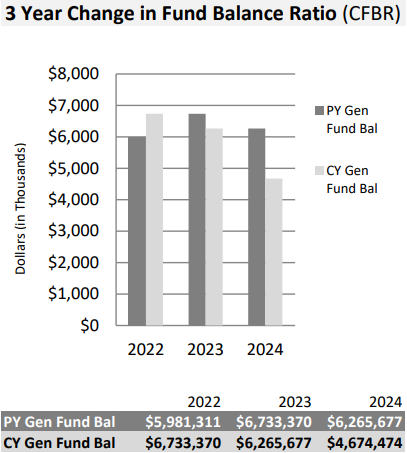 3 Year Change in Fund Balance Ratio (CFBR)
Dollars (in Thousands)
$8,000
$7,000
$6,000
$5,000
$4,000
$3,000
$2,000
$1,000
$0
2022 2023 2024
PY Gen
Fund Bal
CY Gen
Fund Bal
2022 2023 2024
PY Gen Fund Bal $5,981,311 $6,733,370 $6,265,677
CY Gen Fund Bal $6,733,370 $6,265,677 $4,674,474